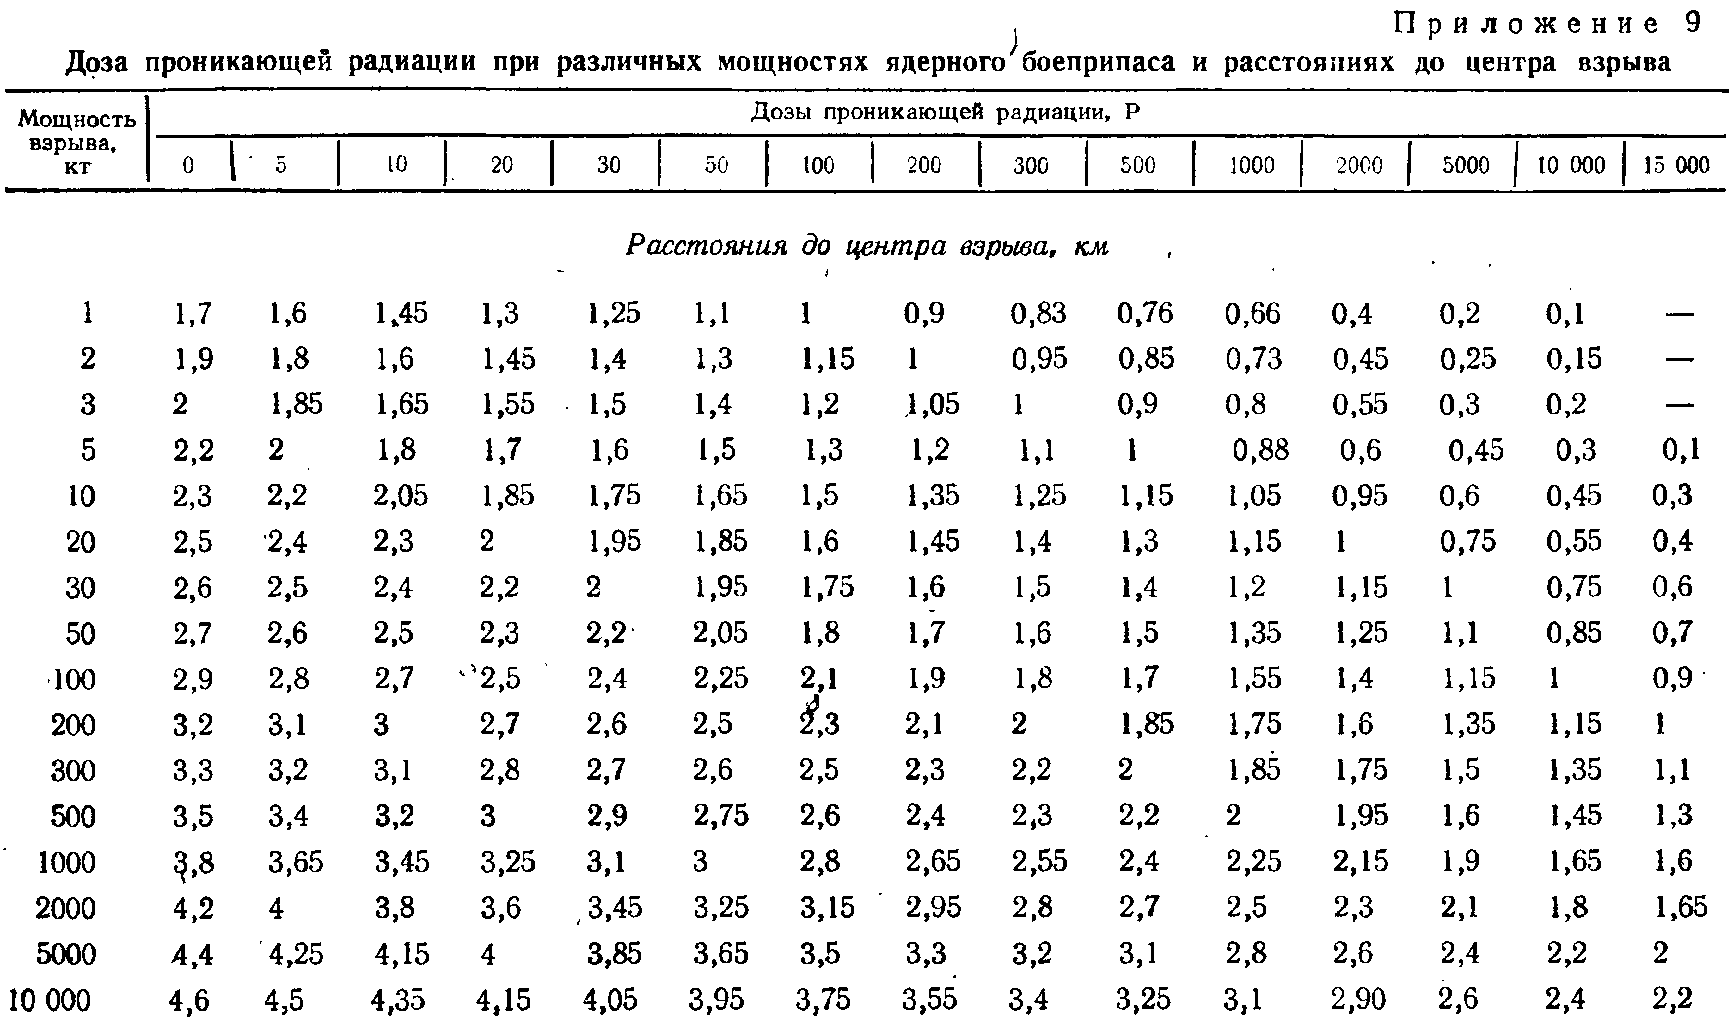 Приложение 9
Доза проникающей радиации при различных мощностях ядерного боеприпаса и расстояниях до центра взрыва
Мощность взрыва, кт
Дозы проникающей радиации, Р
0 5 10 20 30 50 100 200 300 500 1000 2000 5000 10 000 15 000
Расстояния до центра взрыва, км
1 1,7 1,6 1,45 1,3 1,25 1,1 1 0,9 0,83 0,76 0,66 0,4 0,2 0,1 —
2 1,9 1,8 1,6 1,45 1,4 1,3 1,15 1 0,95 0,85 0,73 0,45 0,25 0,15 —
3 2 1,85 1,65 1,55 1,5 1,4 1,2 1,05 1 0,9 0,8 0,55 0,3 0,2 —
5 2,2 2 1,8 1,7 1,6 1,5 1,3 1,2 1,1 1 0,88 0,6 0,45 0,3 0,1
10 2,3 2,2 2,05 1,85 1,75 1,65 1,5 1,35 1,25 1,15 1,05 0,95 0,6 0,45 0,3
20 2,5 2,4 2,3 2 1,95 1,85 1,6 1,45 1,4 1,3 1,15 1 0,75 0,55 0,4
30 2,6 2,5 2,4 2,2 2 1,95 1,75 1,6 1,5 1,4 1,2 1,15 1 0,75 0,6
50 2,7 2,6 2,5 2,3 2,2 2,05 1,8 1,7 1,6 1,5 1,35 1,25 1,1 0,85 0,7
100 2,9 2,8 2,7 2,5 2,4 2,25 2,1 1,9 1,8 1,7 1,55 1,4 1,15 1 0,9
200 3,2 3,1 3 2,7 2,6 2,5 2,3 2,1 2 1,85 1,75 1,6 1,35 1,15 1
300 3,3 3,2 3,1 2,8 2,7 2,6 2,5 2,3 2,2 2 1,85 1,75 1,5 1,35 1,1
500 3,5 3,4 3,2 3 2,9 2,75 2,6 2,4 2,3 2,2 2 1,95 1,6 1,45 1,3
1000 3,8 3,65 3,45 3,25 3,1 3 2,8 2,65 2,55 2,4 2,25 2,15 1,9 1,65 1,6
2000 4,2 4 3,8 3,6 3,45 3,25 3,15 2,95 2,8 2,7 2,5 2,3 2,1 1,8 1,65
5000 4,4 4,25 4,15 4 3,85 3,65 3,5 3,3 3,2 3,1 2,8 2,6 2,4 2,2 2
10 000 4,6 4,5 4,35 4,15 4,05 3,95 3,75 3,55 3,4 3,25 3,1 2,90 2,6 2,4 2,2